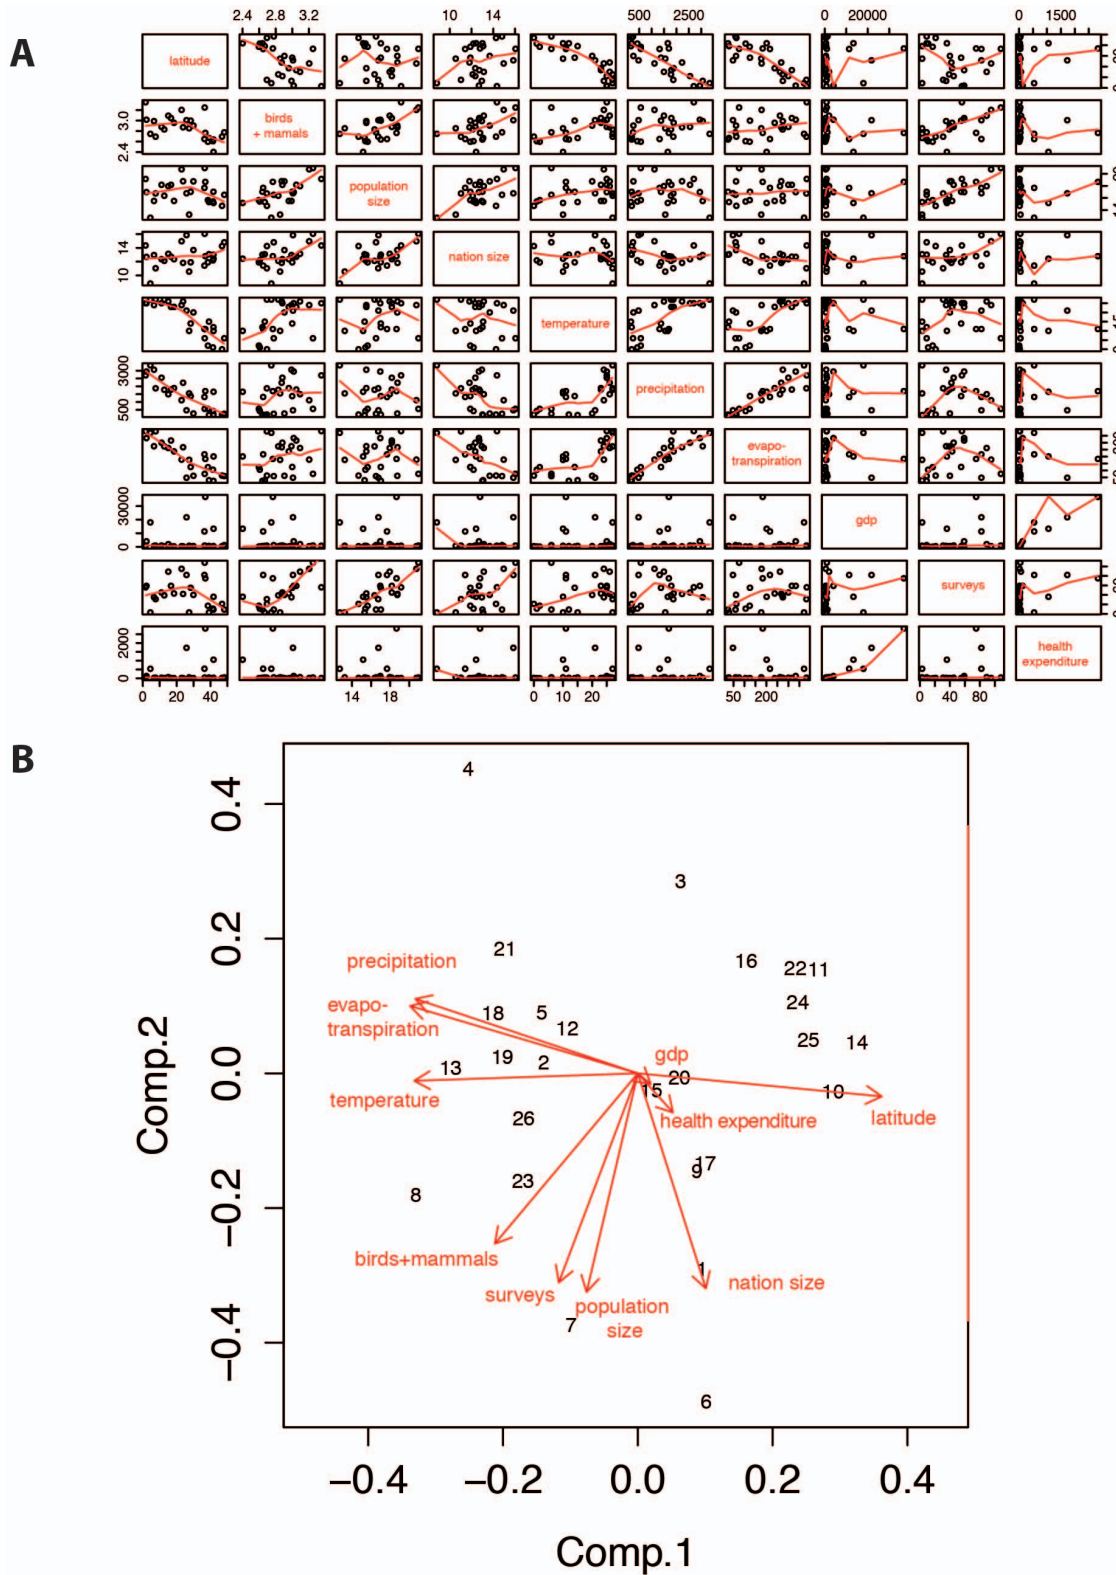 A
2.4 2.8 3.2 10 14 500 2500 0 20000 0 1500
latitude
birds
+ mamals
3.0
2.4
population
size
14
10
nation size
temperature
3000
500
precipitation
evapo-
transpiration
30000
0
gdp
surveys
2000
0
health
expenditure
0 20 40 14 18 0 10 20 50 200 0 40 80
B
4
3
21
16
22 11
precipitation
24
evapo-
transpiration
18
5
12
25
14
gdp
19
2
13
20
15
10
temperature
health expenditure
latitude
26
17
9
23
8
birds+mammals
1
nation size
surveys
population
size
7
6
0.4
0.2
0.0
−0.2
−0.4
Comp.2
−0.4 −0.2 0.0 0.2 0.4
Comp.1